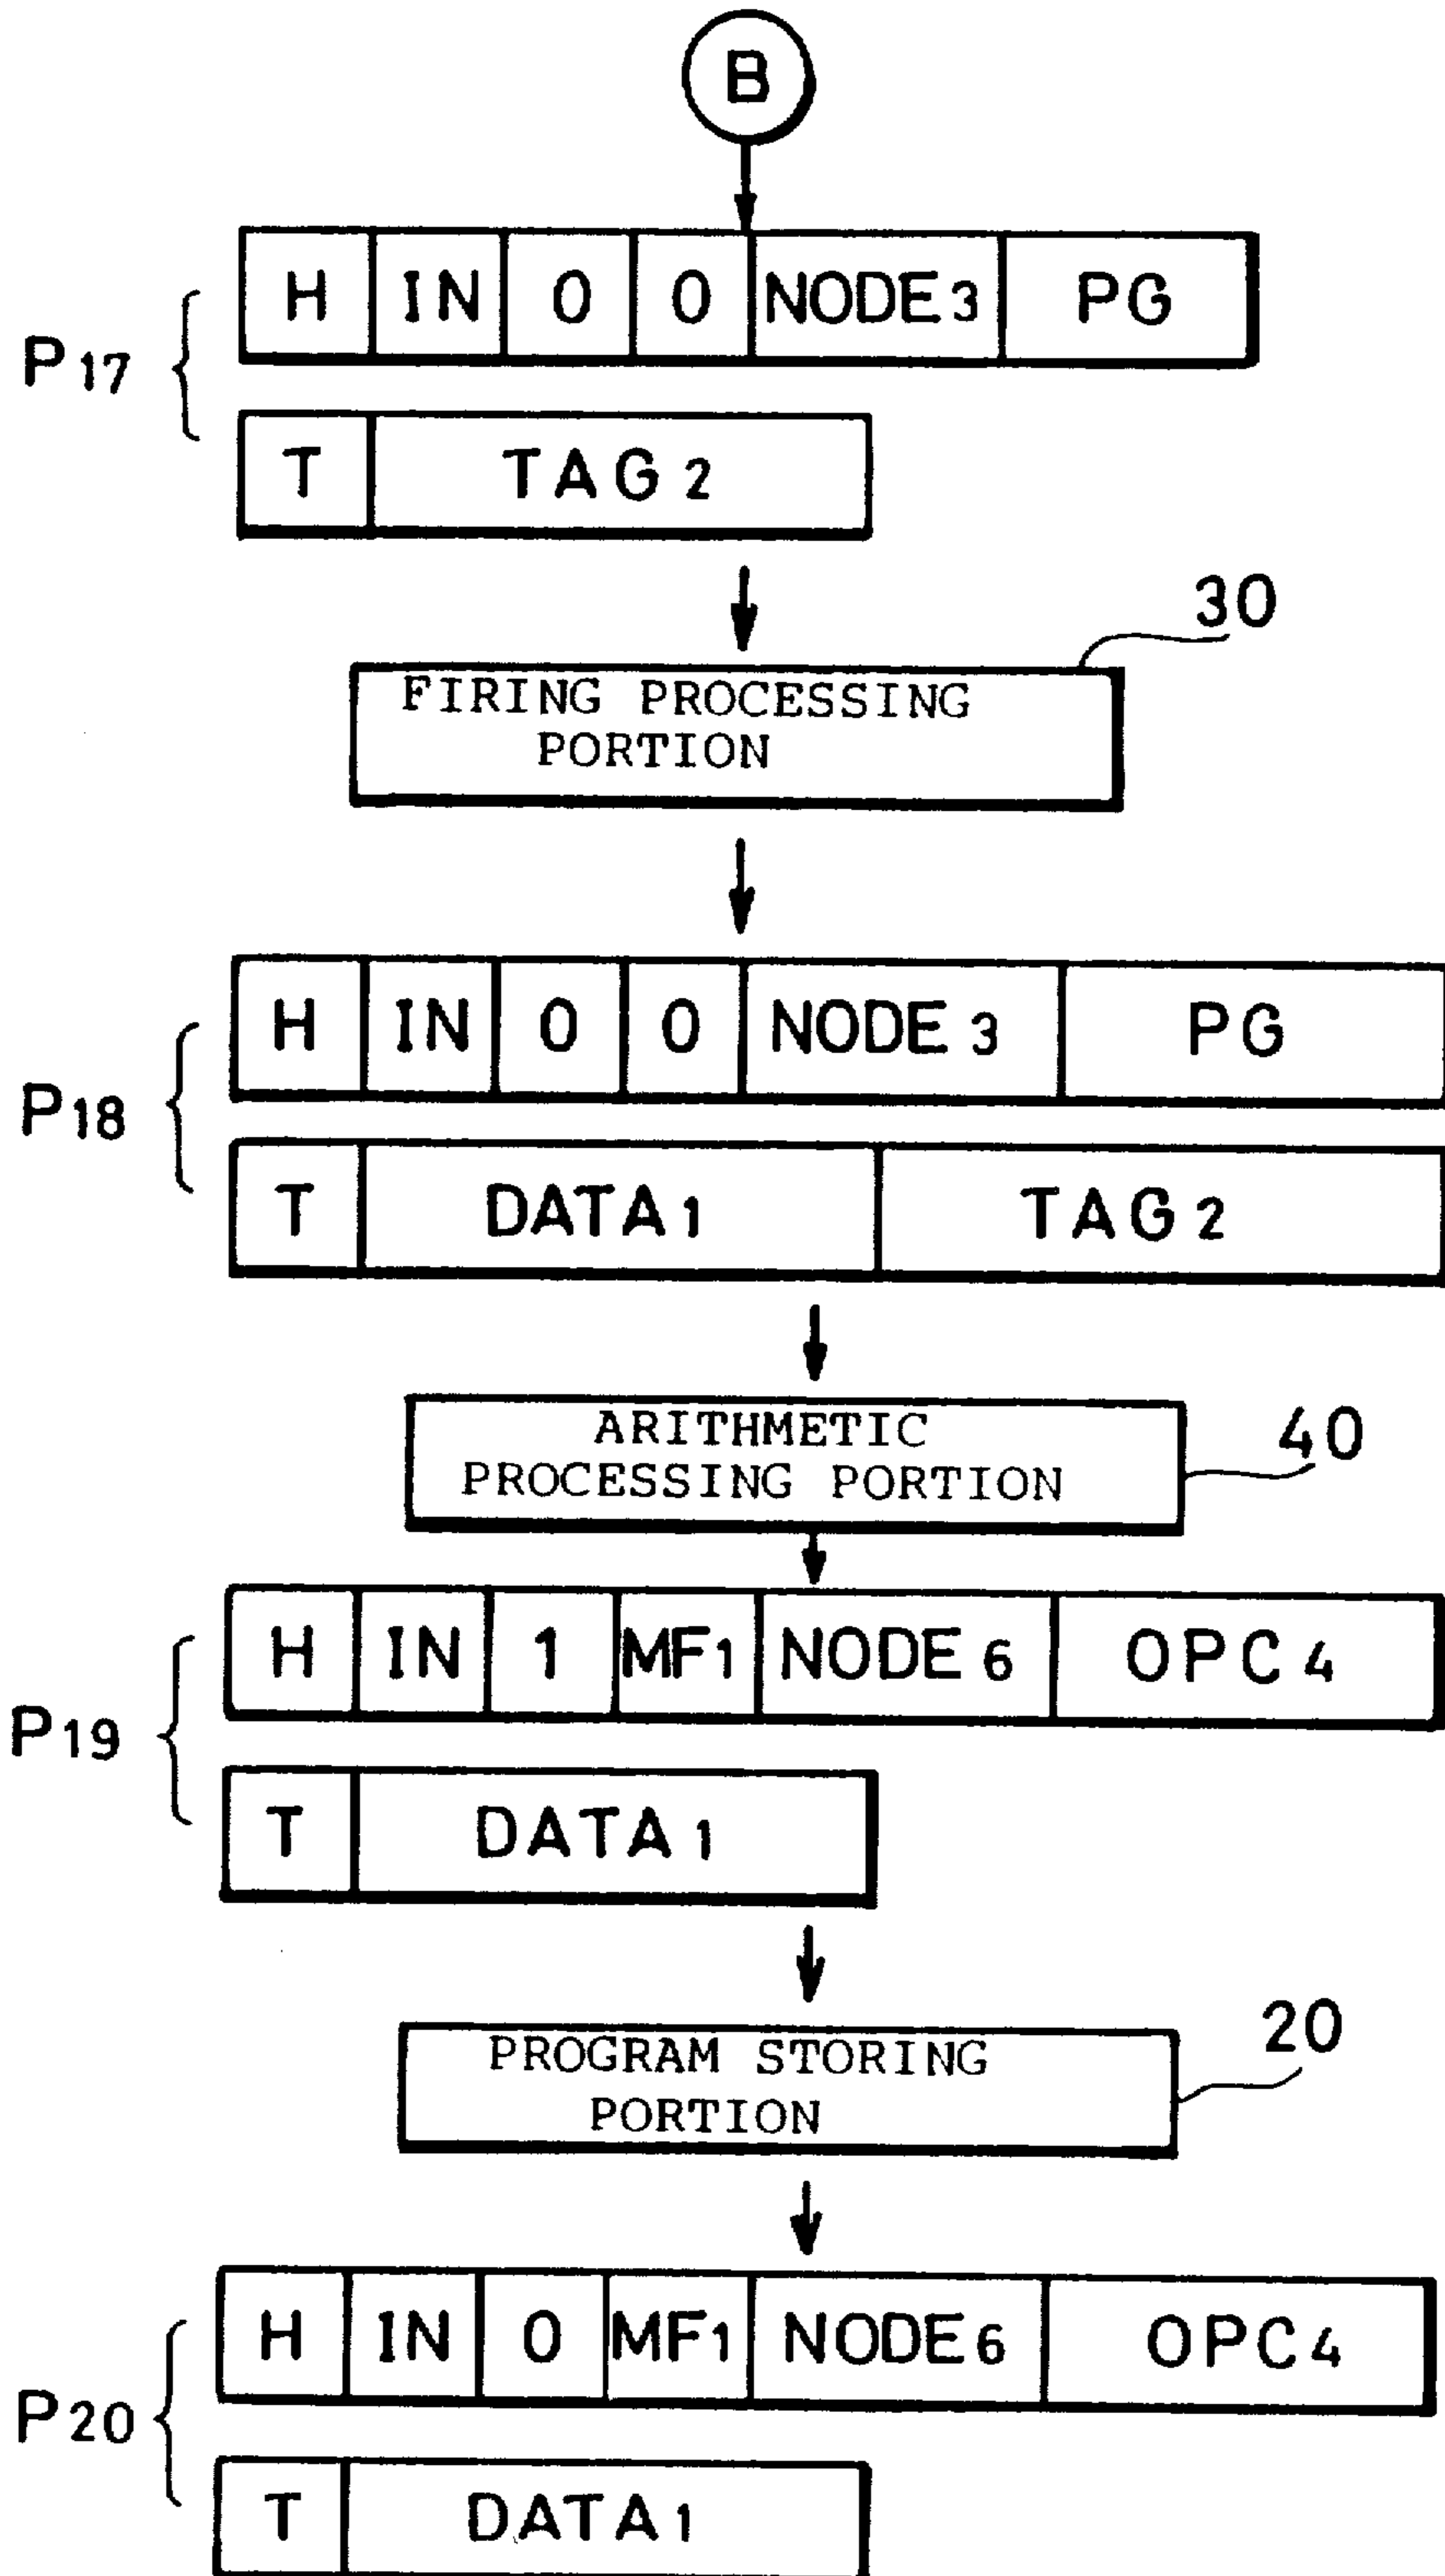 B
H IN 0 0 NODE3 PG
P17
T TAG2
30
FIRING PROCESSING
PORTION
H IN 0 0 NODE3 PG
P18
T DATA1 TAG2
ARITHMETIC
PROCESSING PORTION
40
H IN 1 MF1 NODE6 OPC4
P19
T DATA1
20
PROGRAM STORING
PORTION
H IN 0 MF1 NODE6 OPC4
P20
T DATA1